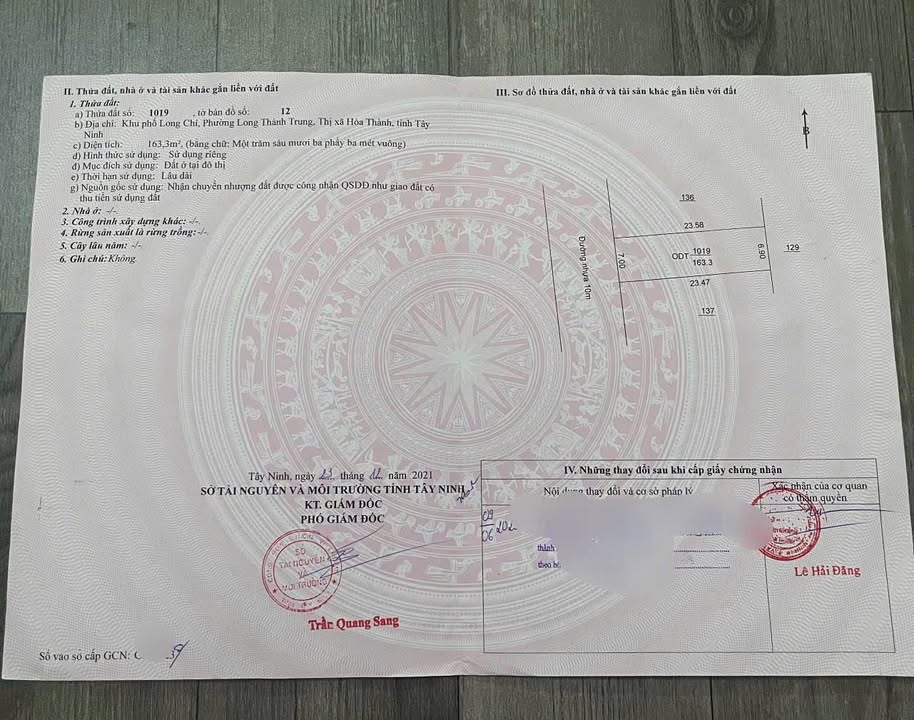 II. Thửa đất, nhà ở và tài sản khác gắn liền với đất
1. Thửa đất:
a) Thửa đất số: 1019 , tờ bản đồ số: 12
b) Địa chỉ: Khu phố Long Chí, Phường Long Thành Trung, Thị xã Hòa Thành, tỉnh Tây
Ninh
c) Diện tích: 163,3m², (bằng chữ: Một trăm sáu mươi ba phẩy ba mét vuông)
d) Hình thức sử dụng: Sử dụng riêng
đ) Mục đích sử dụng: Đất ở tại đô thị
e) Thời hạn sử dụng: Lâu dài
g) Nguồn gốc sử dụng: Nhận chuyển nhượng đất được công nhận QSDĐ như giao đất có
thu tiền sử dụng đất
2. Nhà ở: -/-.
3. Công trình xây dựng khác: -/-.
4. Rừng sản xuất là rừng trồng:-/-.
5. Cây lâu năm: -/-
6. Ghi chú: Không.
III. Sơ đồ thửa đất, nhà ở và tài sản khác gắn liền với đất
B
136
23.58
Đường nhựa 10m
7.00
ODT 1019
163.3
6.90
129
23.47
137
Tây Ninh, ngày tháng 12 năm 2021
SỞ TÀI NGUYÊN VÀ MÔI TRƯỜNG TỈNH TÂY NINH
KT. GIÁM ĐỐC
PHÓ GIÁM ĐỐC
SỞ
TÀI NGUYÊN
VÀ
MÔI TRƯỜNG
Trần Quang Sang
Số vào sổ cấp GCN: C
IV. Những thay đổi sau khi cấp giấy chứng nhận
Nội dung thay đổi và cơ sở pháp lý
Xác nhận của cơ quan
có thẩm quyền
09
06
thành
theo
Lê Hải Đăng